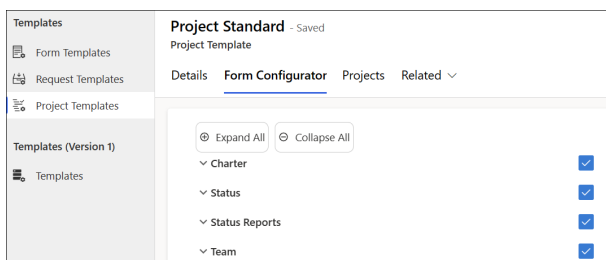 Templates
Form Templates
Request Templates
Project Templates
Templates (Version 1)
Templates
Project Standard - Saved
Project Template
Details Form Configurator Projects Related
Expand All Collapse All
Charter
Status
Status Reports
Team